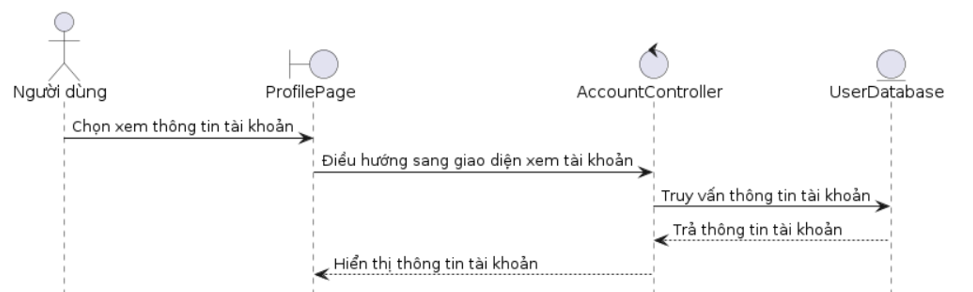 Người dùng
ProfilePage
AccountController
UserDatabase
Chọn xem thông tin tài khoản
Điều hướng sang giao diện xem tài khoản
Truy vấn thông tin tài khoản
Trả thông tin tài khoản
Hiển thị thông tin tài khoản